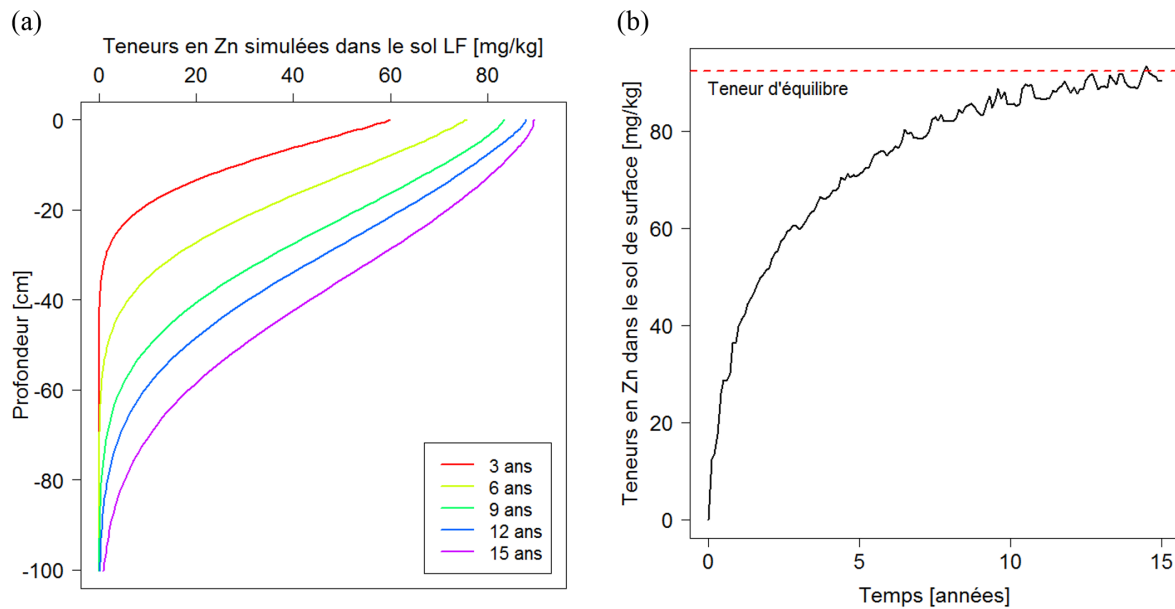 (a)
Teneurs en Zn simulées dans le sol LF [mg/kg]
0 20 40 60 80
0
-20
-40
-60
-80
-100
Profondeur [cm]
3 ans
6 ans
9 ans
12 ans
15 ans
(b)
Teneur d'équilibre
Teneurs en Zn dans le sol de surface [mg/kg]
80
60
40
20
0
0 5 10 15
Temps [années]